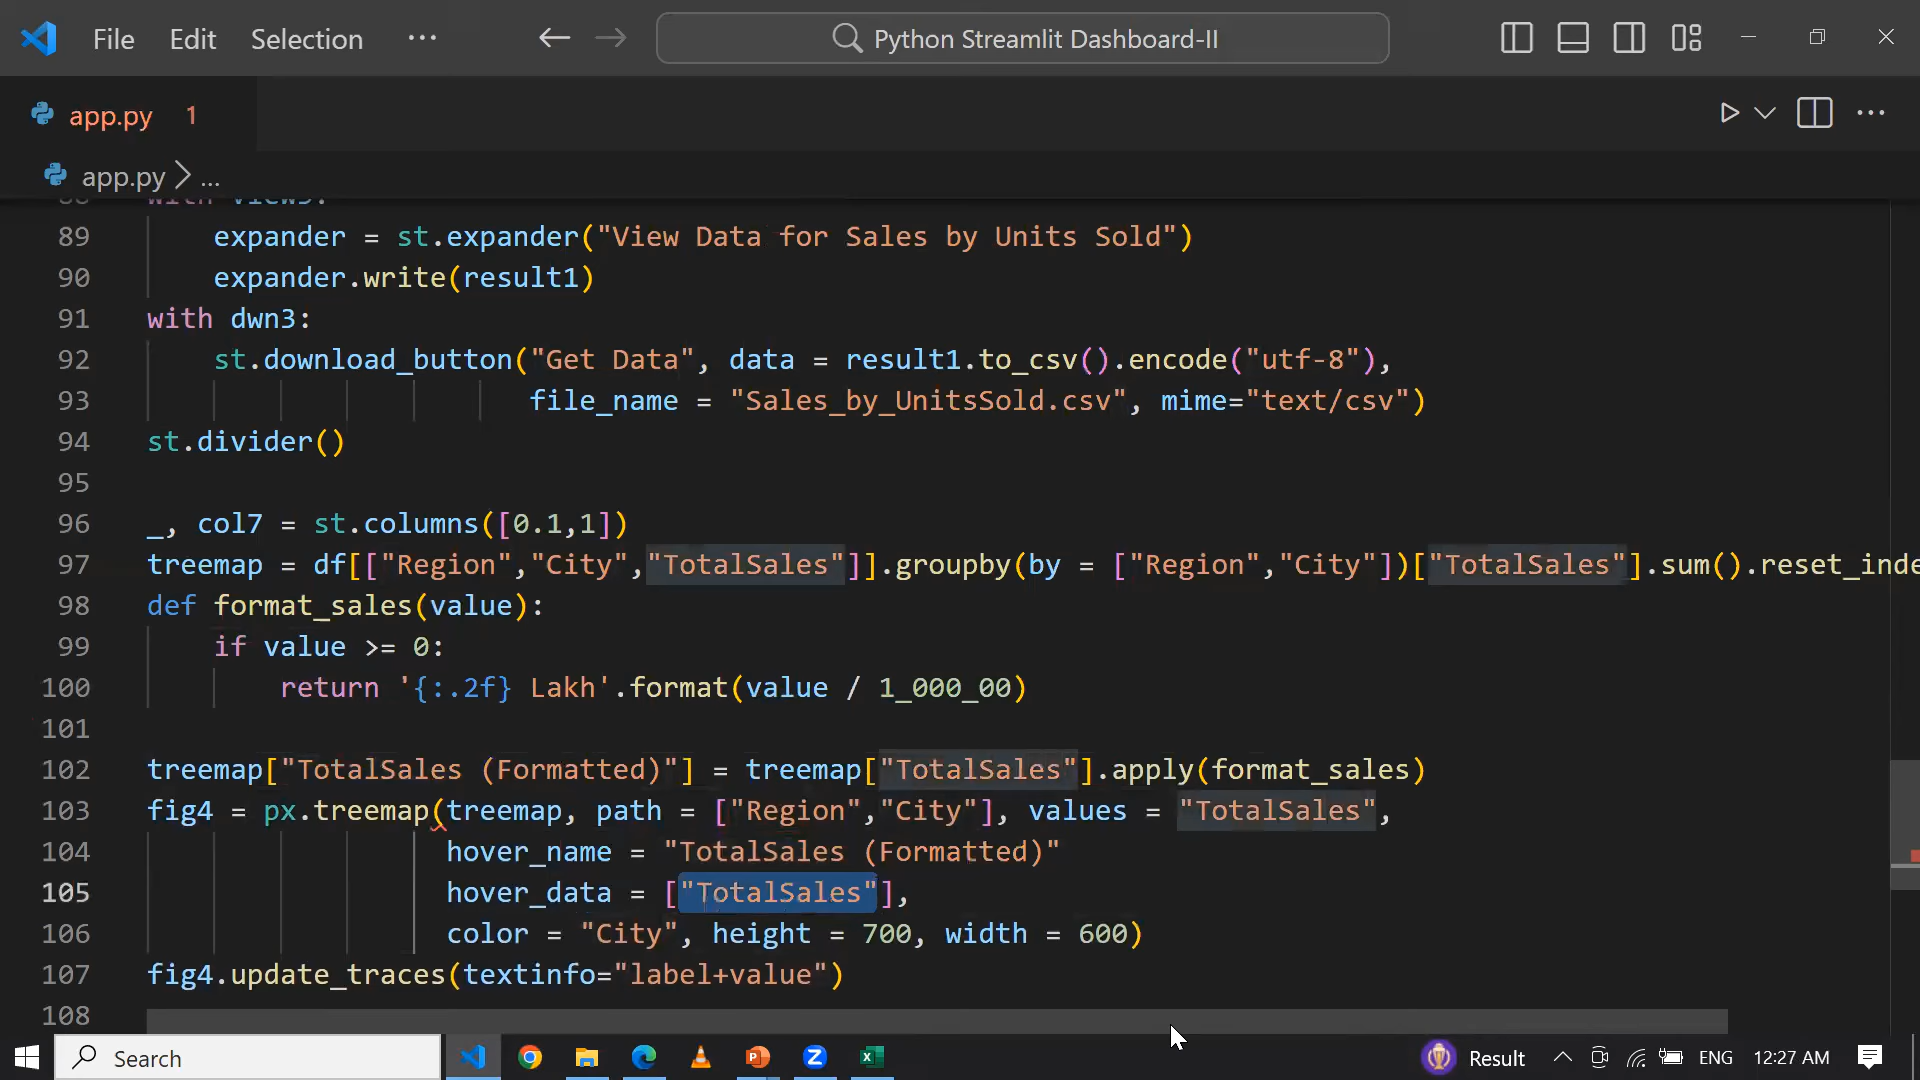 File Edit Selection ··· Python Streamlit Dashboard-II
app.py 1
app.py > ...
89 expander = st.expander("View Data for Sales by Units Sold")
90 expander.write(result1)
91 with dwn3:
92 st.download_button("Get Data", data = result1.to_csv().encode("utf-8"),
93 file_name = "Sales_by_UnitsSold.csv", mime="text/csv")
94 st.divider()
95
96 _, col7 = st.columns([0.1,1])
97 treemap = df[["Region","City","TotalSales"]].groupby(by = ["Region","City"])["TotalSales"].sum().reset_inde
98 def format_sales(value):
99 if value >= 0:
100 return '{:.2f} Lakh'.format(value / 1_000_00)
101
102 treemap["TotalSales (Formatted)"] = treemap["TotalSales"].apply(format_sales)
103 fig4 = px.treemap(treemap, path = ["Region","City"], values = "TotalSales",
104 hover_name = "TotalSales (Formatted)"
105 hover_data = ["TotalSales"],
106 color = "City", height = 700, width = 600)
107 fig4.update_traces(textinfo="label+value")
108
Search Result ENG 12:27 AM